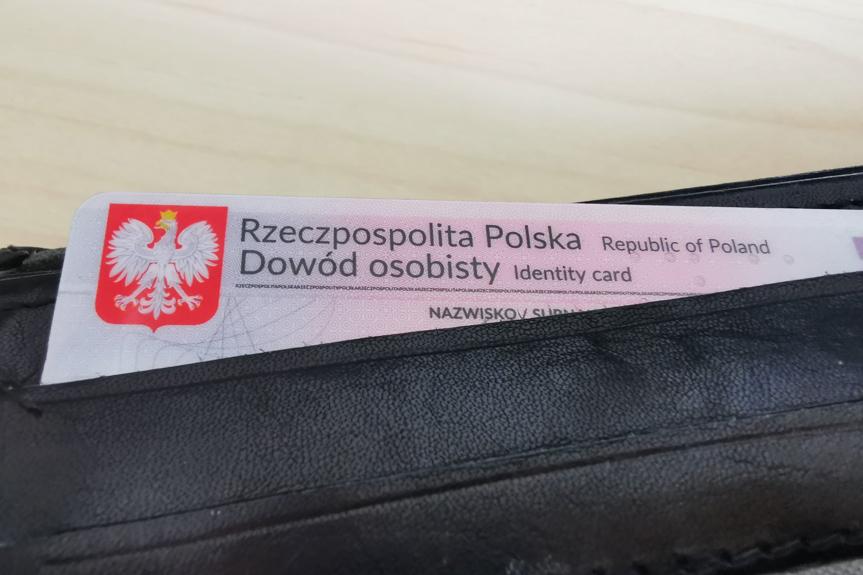 Rzeczpospolita Polska Republic of Poland
Dowód osobisty Identity card
NAZWISKO /